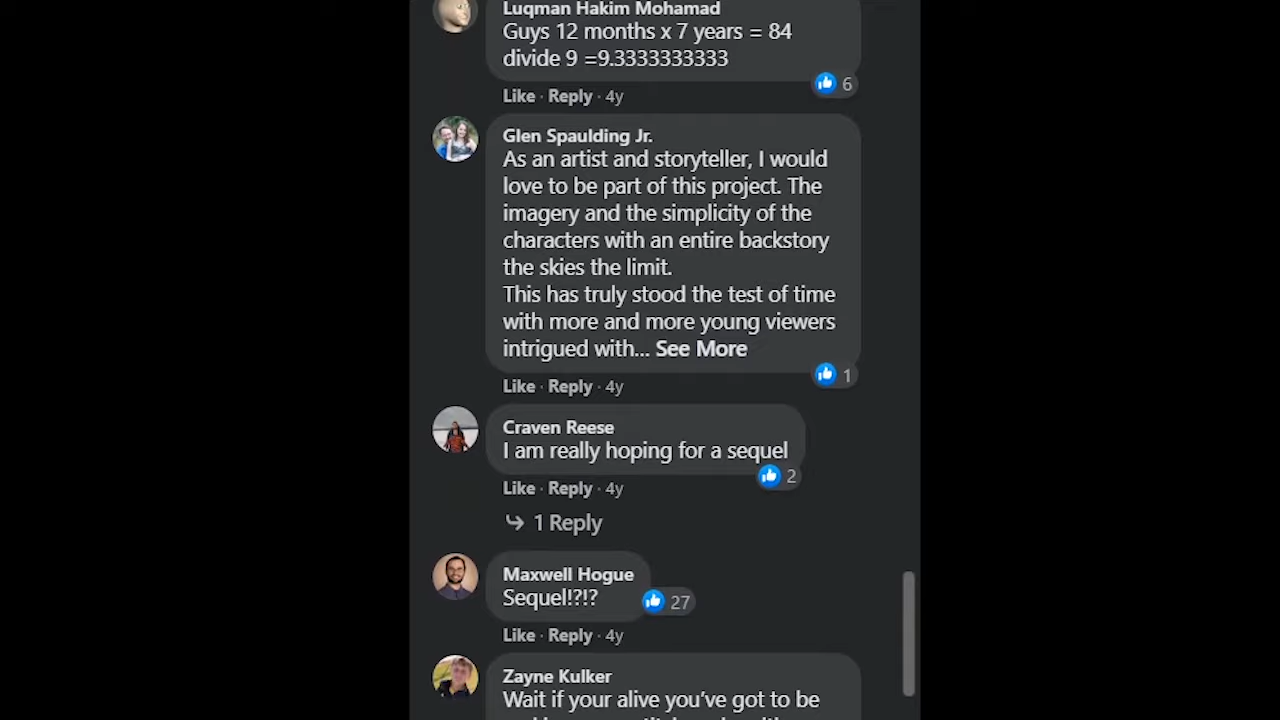 Luqman Hakim Mohamad
Guys 12 months x 7 years = 84
divide 9 =9.3333333333
6
Like · Reply · 4y
Glen Spaulding Jr.
As an artist and storyteller, I would
love to be part of this project. The
imagery and the simplicity of the
characters with an entire backstory
the skies the limit.
This has truly stood the test of time
with more and more young viewers
intrigued with... See More
1
Like · Reply · 4y
Craven Reese
I am really hoping for a sequel
2
Like · Reply · 4y
1 Reply
Maxwell Hogue
Sequel!?!?
27
Like · Reply · 4y
Zayne Kulker
Wait if your alive you’ve got to be